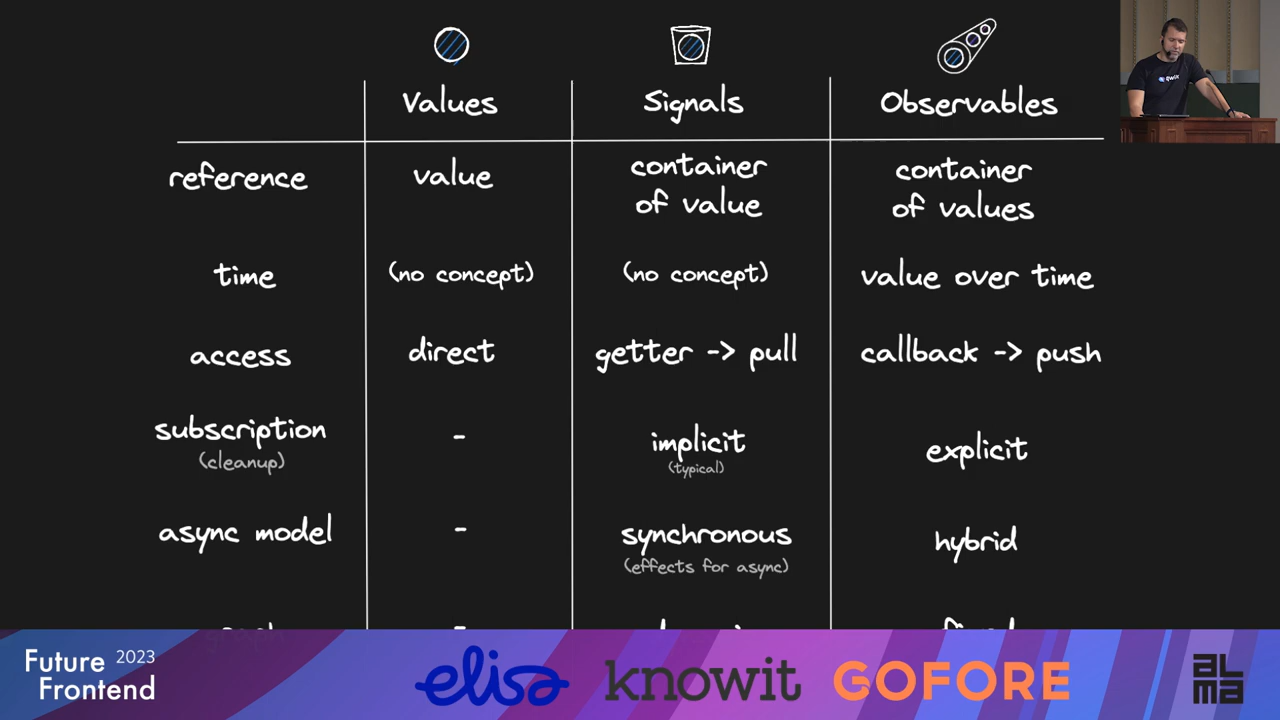 Values Signals Observables
reference value container of value container of values
time (no concept) (no concept) value over time
access direct getter -> pull callback -> push
subscription (cleanup) - implicit (typical) explicit
async model - synchronous (effects for async) hybrid
-
Qwik
Future 2023
Frontend
elisa
knowit
GOFORE
alma